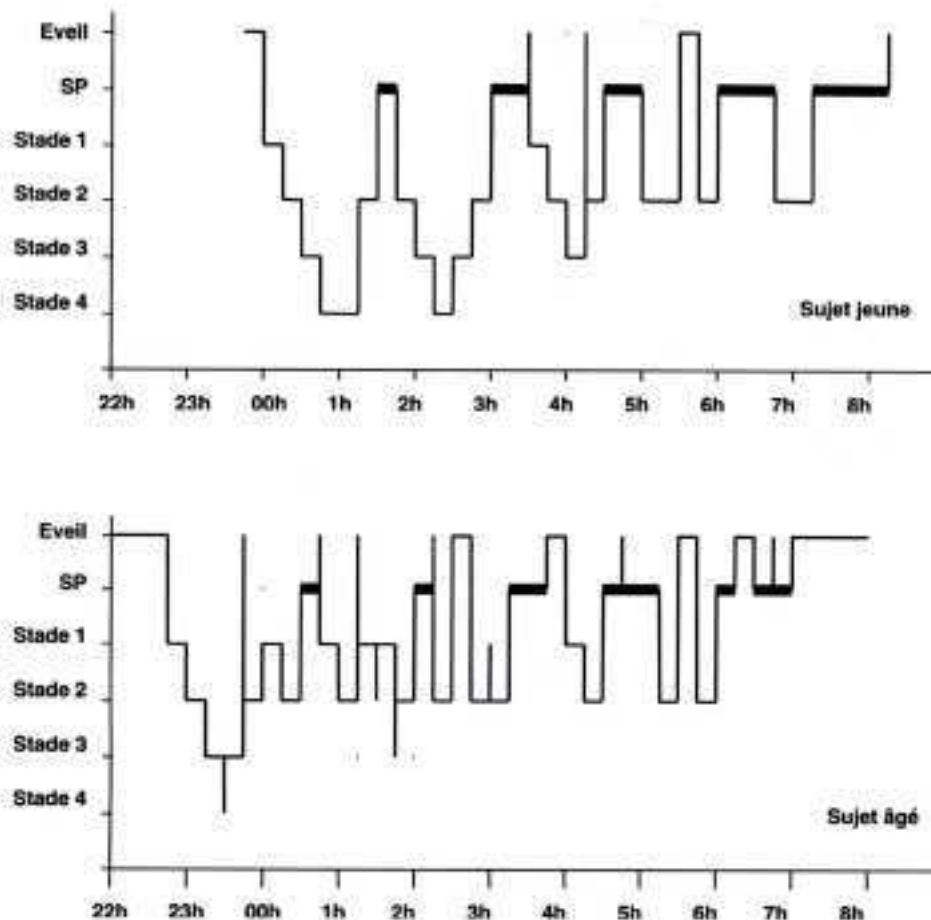 Eveil
SP
Stade 1
Stade 2
Stade 3
Stade 4
Sujet jeune
22h 23h 00h 1h 2h 3h 4h 5h 6h 7h 8h
Eveil
SP
Stade 1
Stade 2
Stade 3
Stade 4
Sujet âgé
22h 23h 00h 1h 2h 3h 4h 5h 6h 7h 8h